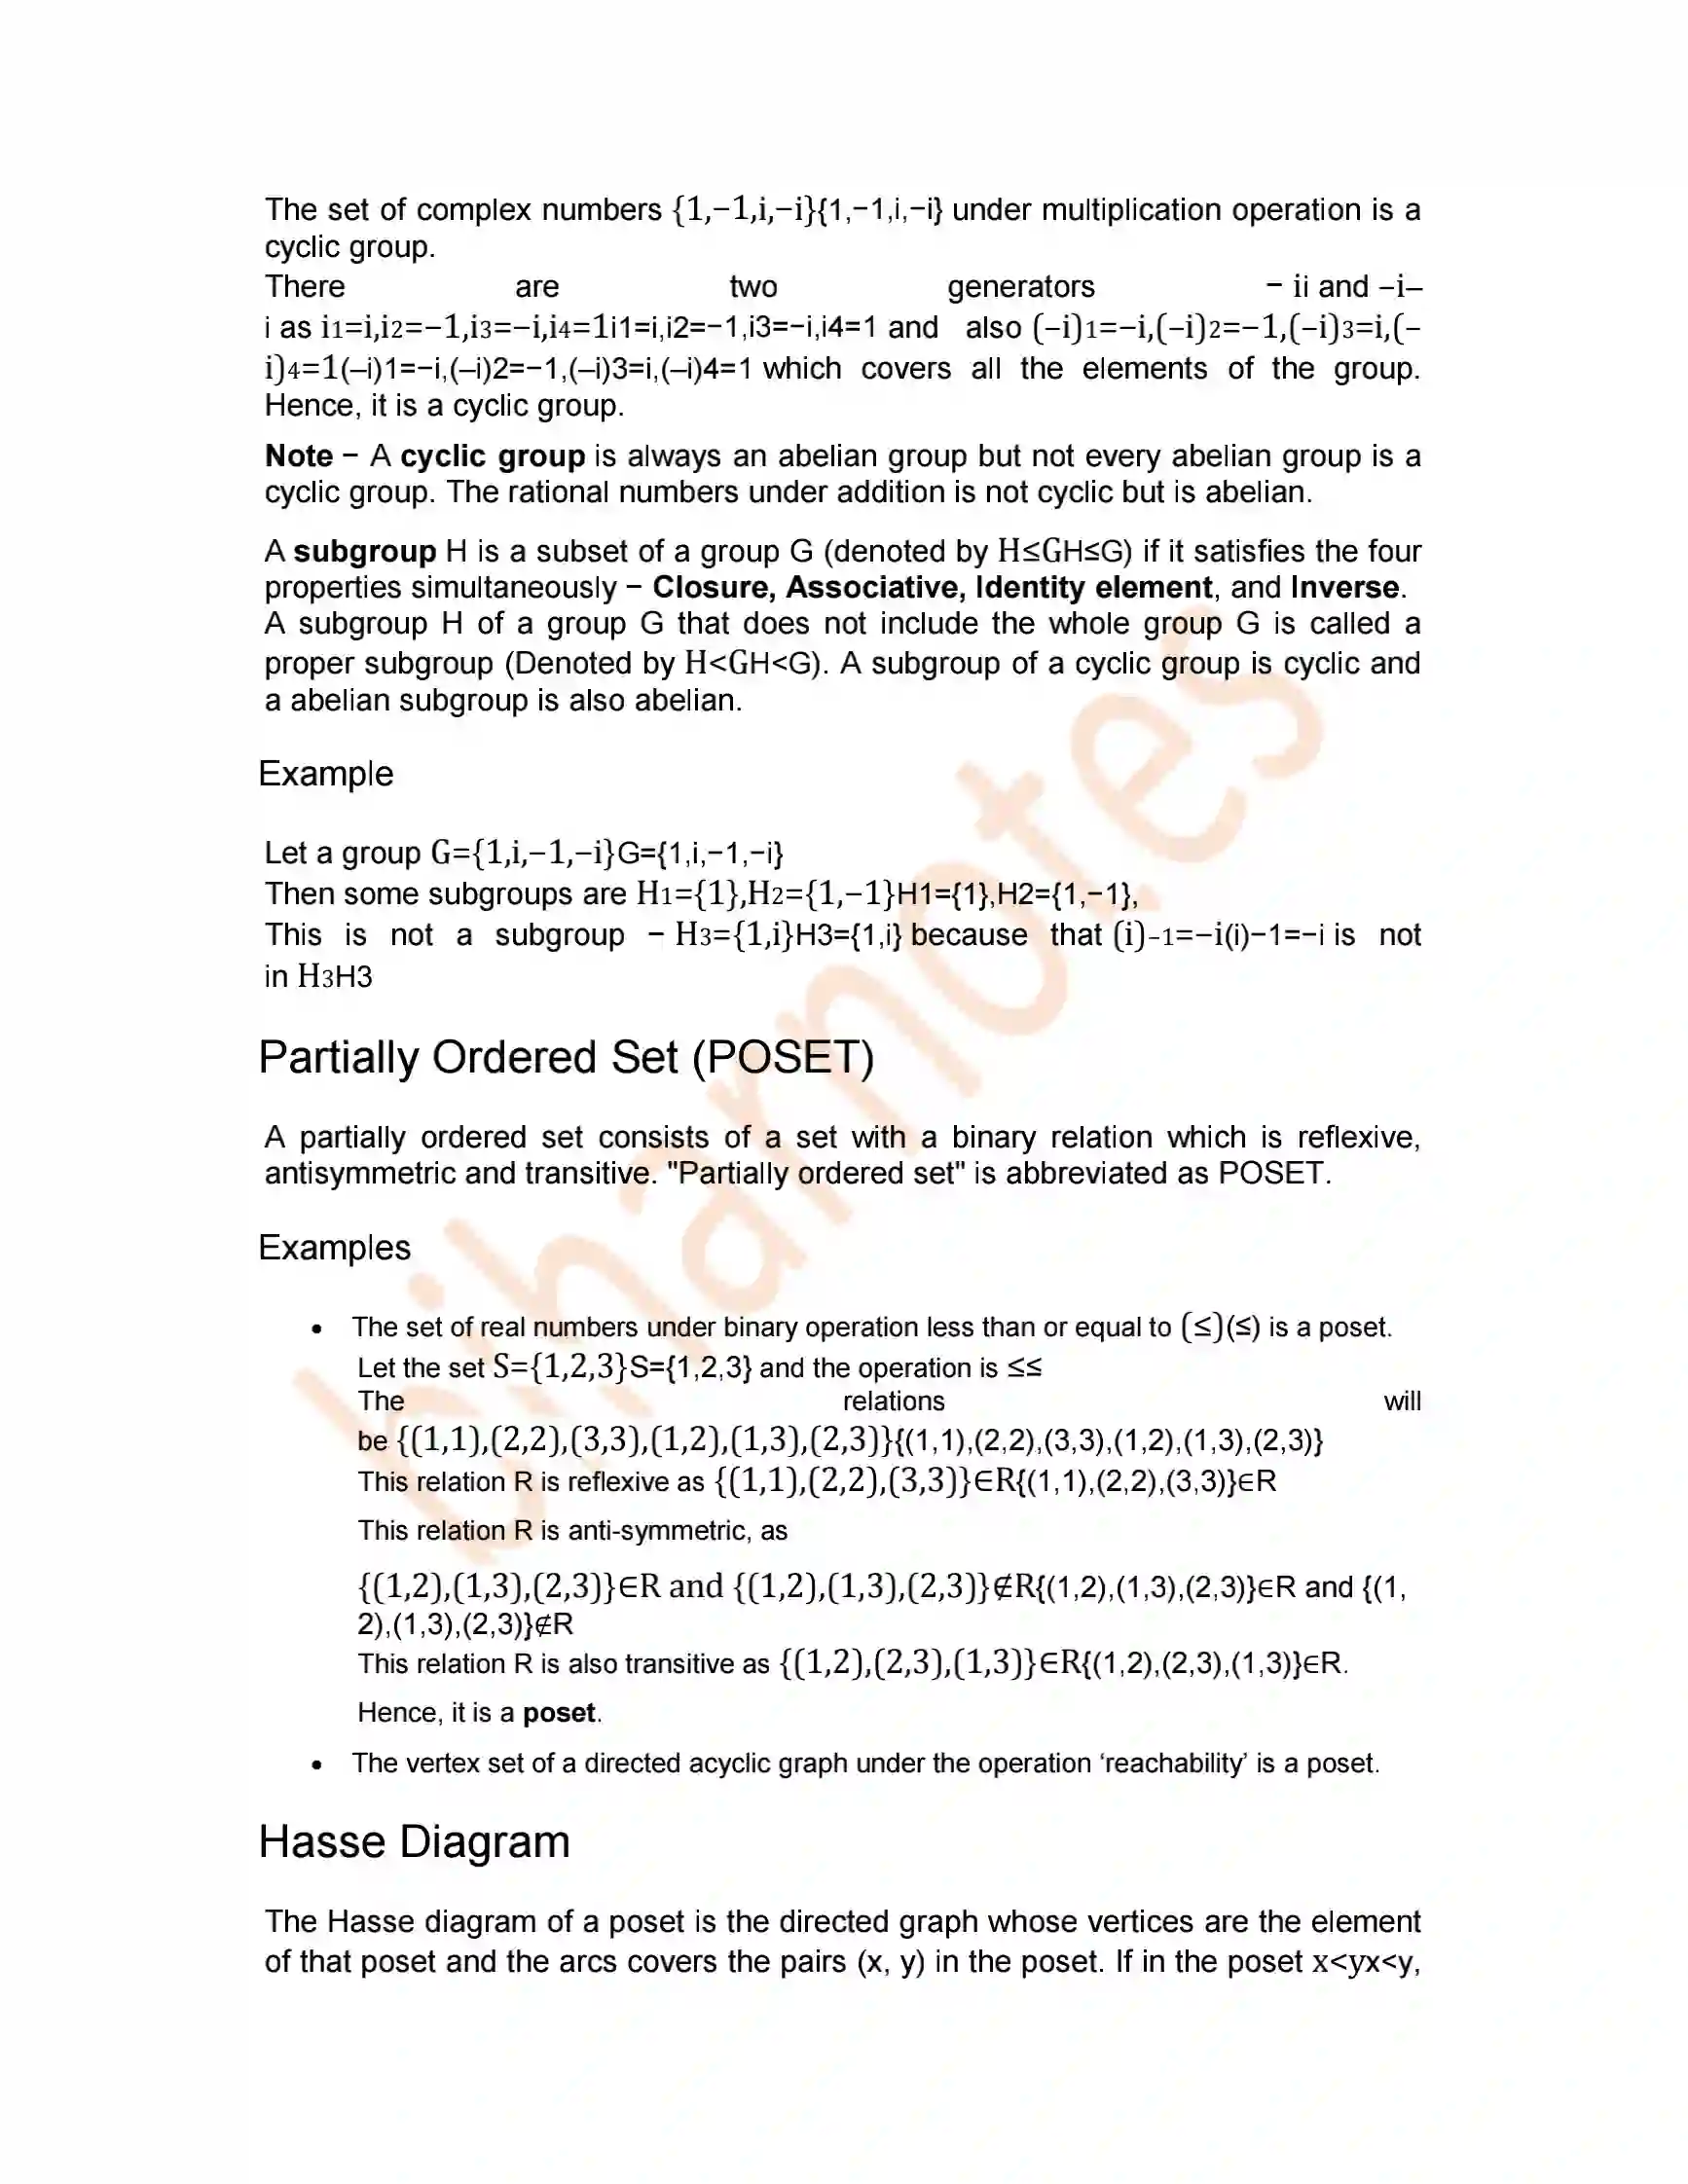 The set of complex numbers {1,−1,i,−i}{1,−1,i,−i} under multiplication operation is a
cyclic group.
There are two generators − ii and −i–
i as i1=i,i2=−1,i3=−i,i4=1i1=i,i2=−1,i3=−i,i4=1 and also (−i)1=−i,(−i)2=−1,(−i)3=i,(−
i)4=1(–i)1=−i,(–i)2=−1,(–i)3=i,(–i)4=1 which covers all the elements of the group.
Hence, it is a cyclic group.
Note − A cyclic group is always an abelian group but not every abelian group is a
cyclic group. The rational numbers under addition is not cyclic but is abelian.
A subgroup H is a subset of a group G (denoted by H≤GH≤G) if it satisfies the four
properties simultaneously − Closure, Associative, Identity element, and Inverse.
A subgroup H of a group G that does not include the whole group G is called a
proper subgroup (Denoted by H<GH<G). A subgroup of a cyclic group is cyclic and
a abelian subgroup is also abelian.
Example
Let a group G={1,i,−1,−i}G={1,i,−1,−i}
Then some subgroups are H1={1},H2={1,−1}H1={1},H2={1,−1},
This is not a subgroup − H3={1,i}H3={1,i} because that (i)−1=−i(i)−1=−i is not
in H3H3
Partially Ordered Set (POSET)
A partially ordered set consists of a set with a binary relation which is reflexive,
antisymmetric and transitive. "Partially ordered set" is abbreviated as POSET.
Examples
• The set of real numbers under binary operation less than or equal to (≤)(≤) is a poset.
Let the set S={1,2,3}S={1,2,3} and the operation is ≤≤
The relations will
be {(1,1),(2,2),(3,3),(1,2),(1,3),(2,3)}{(1,1),(2,2),(3,3),(1,2),(1,3),(2,3)}
This relation R is reflexive as {(1,1),(2,2),(3,3)}∈R{(1,1),(2,2),(3,3)}∈R
This relation R is anti-symmetric, as
{(1,2),(1,3),(2,3)}∈R and {(1,2),(1,3),(2,3)}∉R{(1,2),(1,3),(2,3)}∈R and {(1,
2),(1,3),(2,3)}∉R
This relation R is also transitive as {(1,2),(2,3),(1,3)}∈R{(1,2),(2,3),(1,3)}∈R.
Hence, it is a poset.
• The vertex set of a directed acyclic graph under the operation ‘reachability’ is a poset.
Hasse Diagram
The Hasse diagram of a poset is the directed graph whose vertices are the element
of that poset and the arcs covers the pairs (x, y) in the poset. If in the poset x<yx<y,
biharnotes